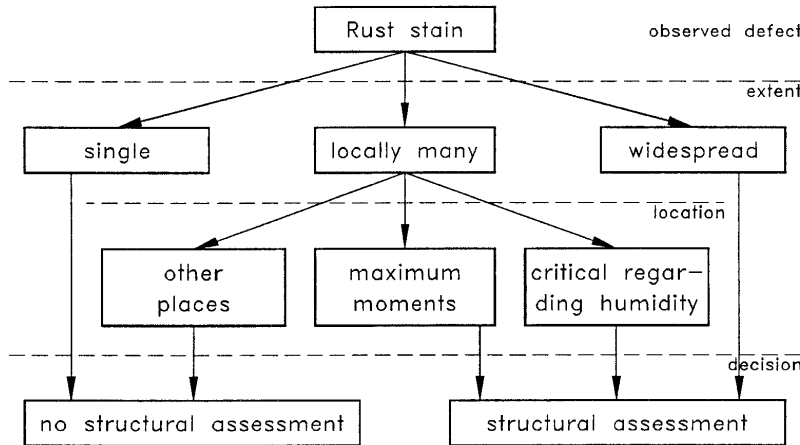 Rust stain
observed defect
extent
single
locally many
widespread
location
other
places
maximum
moments
critical regar-
ding humidity
decision
no structural assessment
structural assessment